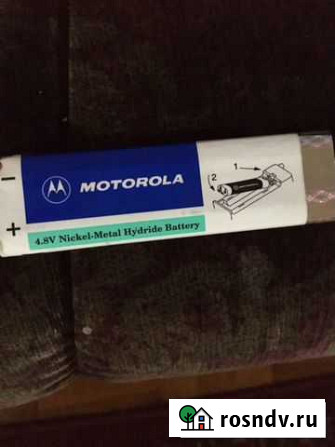 −
MOTOROLA
1
2
+
4.8V Nickel-Metal Hydride Battery
rosndv.ru